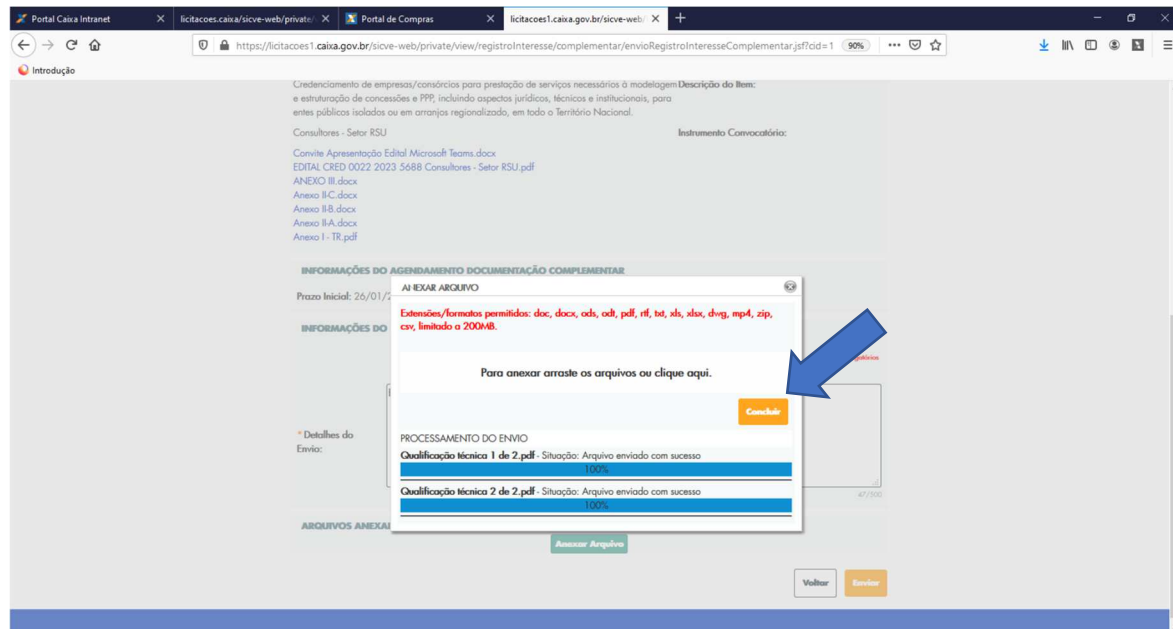 Portal Caixa Intranet
licitacoes.caixa/sicve-web/private/
Portal de Compras
licitacoes1.caixa.gov.br/sicve-web/
https://licitacoes1.caixa.gov.br/sicve-web/private/view/registroInteresse/complementar/envioRegistroInteresseComplementar.jsf?cid=1
90%
Introdução
Credenciamento de empresas/consórcios para prestação de serviços necessários à modelagem
e estruturação de concessões e PPP, incluindo aspectos jurídicos, técnicos e institucionais, para
entes públicos isolados ou em arranjos regionalizado, em todo o Território Nacional.
Descrição do Item:
Consultores - Setor RSU
Instrumento Convocatório:
Convite Apresentação Edital Microsoft Teams.docx
EDITAL CRED 0022 2023 5688 Consultores - Setor RSU.pdf
ANEXO III.docx
Anexo II-C.docx
Anexo II-B.docx
Anexo II-A.docx
Anexo I - TR.pdf
INFORMAÇÕES DO AGENDAMENTO DOCUMENTAÇÃO COMPLEMENTAR
Prazo Inicial: 26/01/2
INFORMAÇÕES DO
ANEXAR ARQUIVO
Extensões/formatos permitidos: doc, docx, ods, odt, pdf, rtf, txt, xls, xlsx, dwg, mp4, zip,
csv, limitado a 200MB.
Para anexar arraste os arquivos ou clique aqui.
Concluir
PROCESSAMENTO DO ENVIO
Qualificação técnica 1 de 2.pdf - Situação: Arquivo enviado com sucesso
100%
Qualificação técnica 2 de 2.pdf - Situação: Arquivo enviado com sucesso
100%
* Detalhes do
Envio:
47/500
ARQUIVOS ANEXA
Anexar Arquivo
Voltar
Enviar